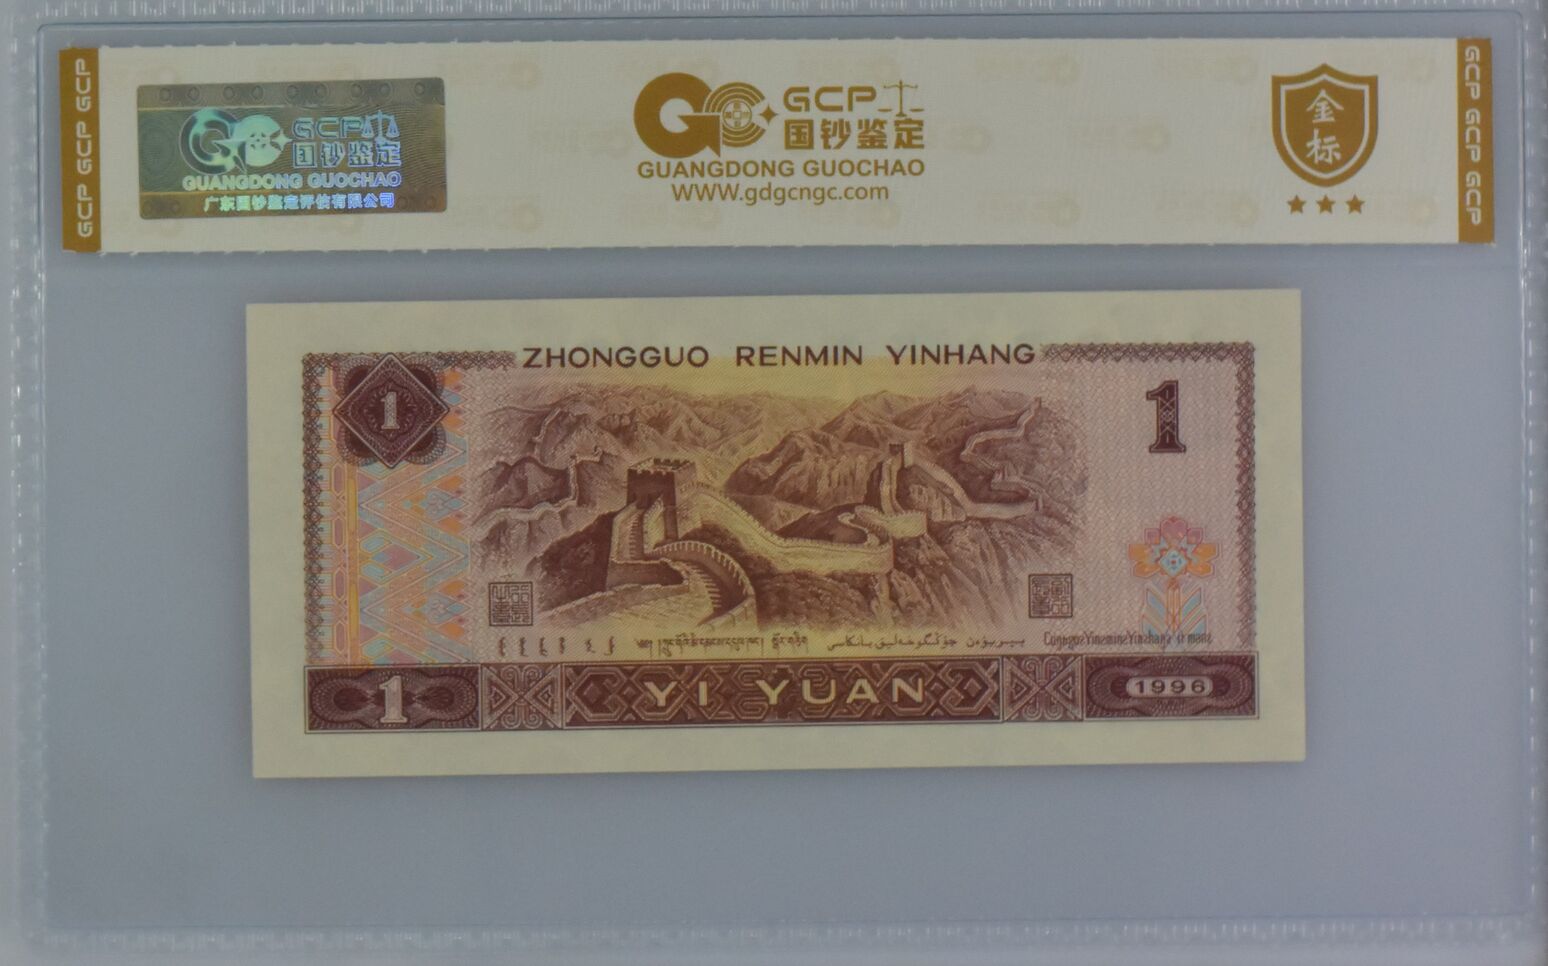 GCP GCP
GCP
国钞鉴定
GUANGDONG GUOCHAO
广东国钞鉴定评估有限公司
GCP
国钞鉴定
GUANGDONG GUOCHAO
WWW.gdgcngc.com
金标
GCP GCP GCP
ZHONGGUO RENMIN YINHANG
1
1
1
YI YUAN
1996